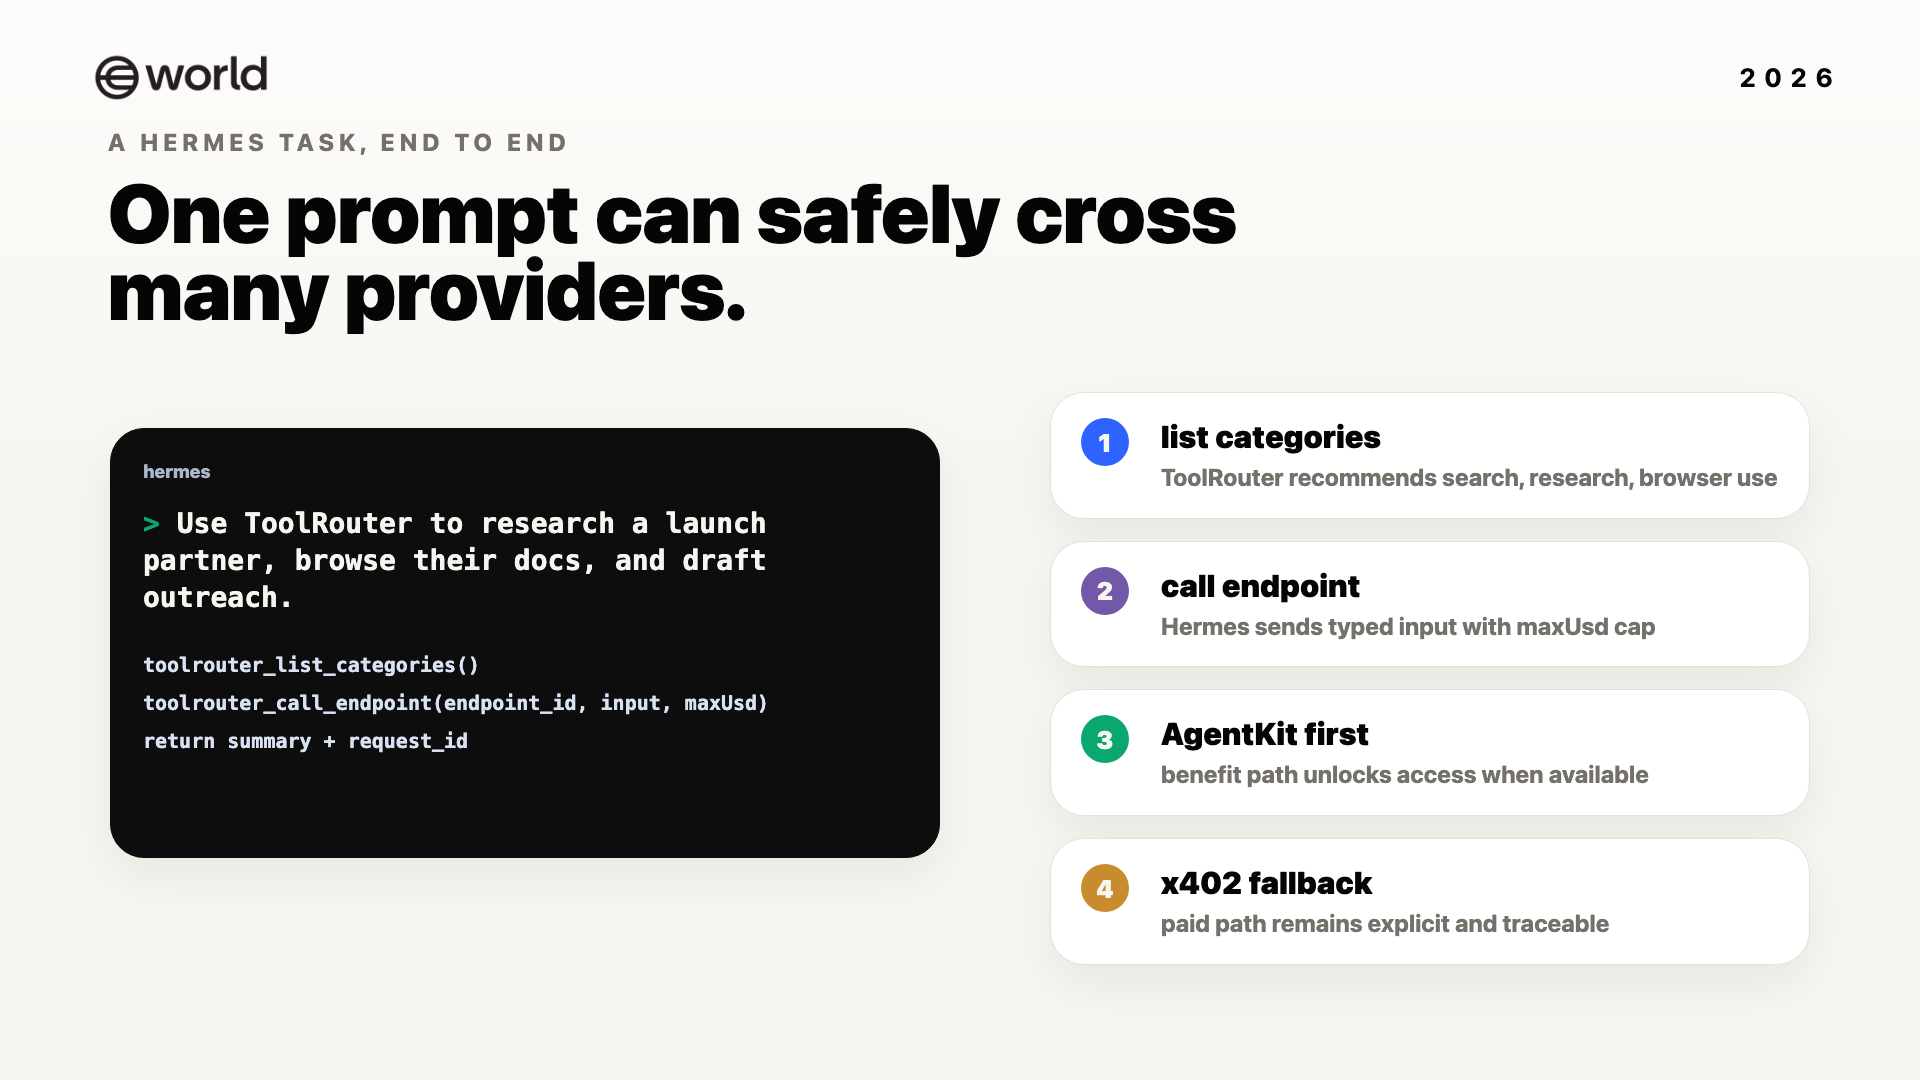 world
2026
A HERMES TASK, END TO END
One prompt can safely cross
many providers.
hermes
> Use ToolRouter to research a launch
partner, browse their docs, and draft
outreach.
toolrouter_list_categories()
toolrouter_call_endpoint(endpoint_id, input, maxUsd)
return summary + request_id
1
list categories
ToolRouter recommends search, research, browser use
2
call endpoint
Hermes sends typed input with maxUsd cap
3
AgentKit first
benefit path unlocks access when available
4
x402 fallback
paid path remains explicit and traceable